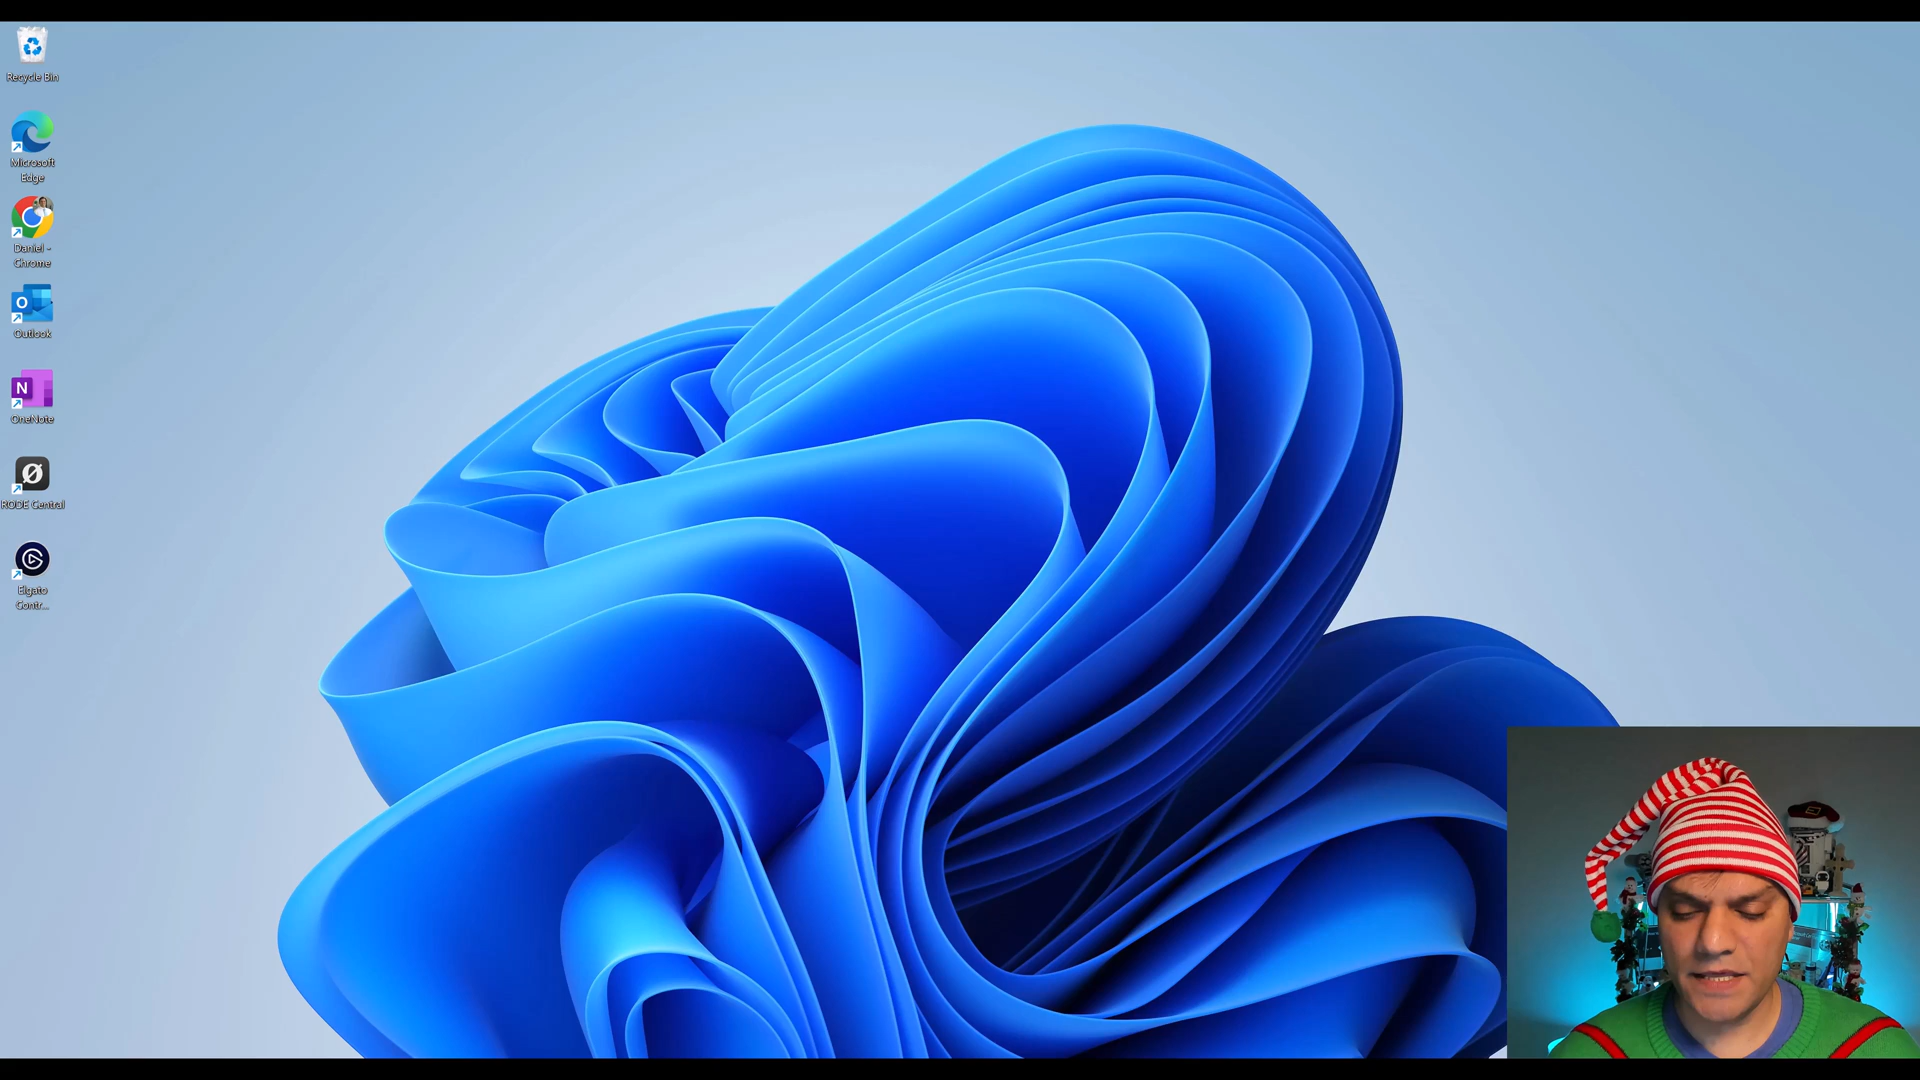 Recycle Bin
Microsoft
Edge
Daniel -
Chrome
Outlook
OneNote
RODE Central
Elgato
Contr...